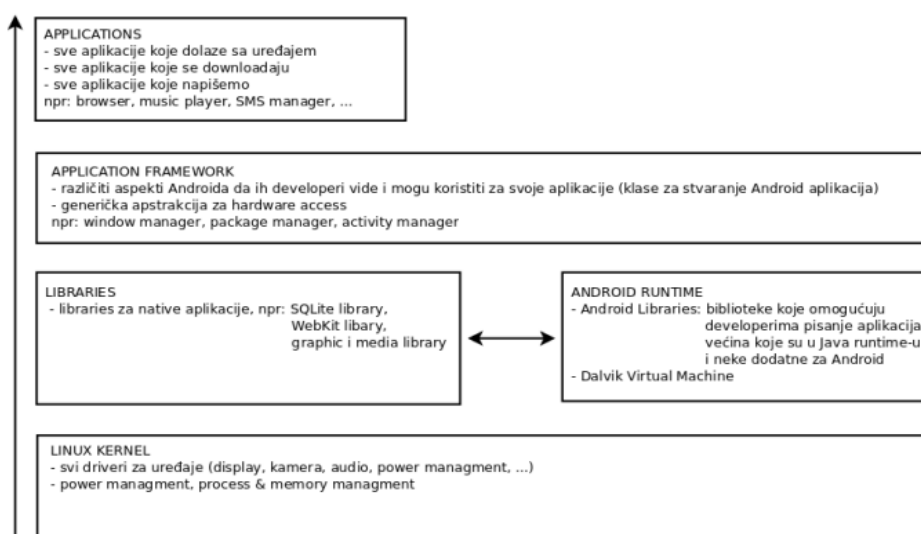 APPLICATIONS
- sve aplikacije koje dolaze sa uređajem
- sve aplikacije koje se downloadaju
- sve aplikacije koje napišemo
npr: browser, music player, SMS manager, ...
APPLICATION FRAMEWORK
- različiti aspekti Androida da ih developeri vide i mogu koristiti za svoje aplikacije (klase za stvaranje Android aplikacija)
- generička apstrakcija za hardware access
npr: window manager, package manager, activity manager
LIBRARIES
- libraries za native aplikacije, npr: SQLite library,
WebKit libary,
graphic i media library
ANDROID RUNTIME
- Android Libraries: biblioteke koje omogućuju
developerima pisanje aplikacija
većina koje su u Java runtime-u
i neke dodatne za Android
- Dalvik Virtual Machine
LINUX KERNEL
- svi driveri za uređaje (display, kamera, audio, power managment, ...)
- power managment, process & memory managment